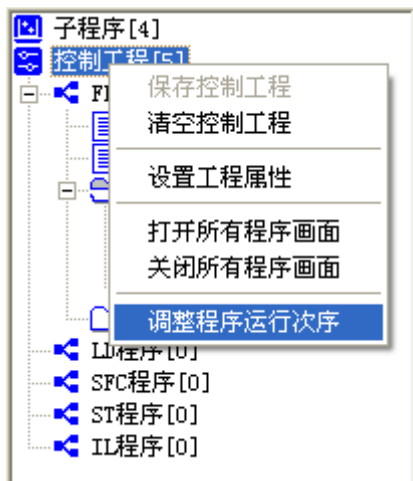 子程序[4]
控制工程[5]
保存控制工程
清空控制工程
设置工程属性
打开所有程序画面
关闭所有程序画面
调整程序运行次序
LD程序[0]
SFC程序[0]
ST程序[0]
IL程序[0]